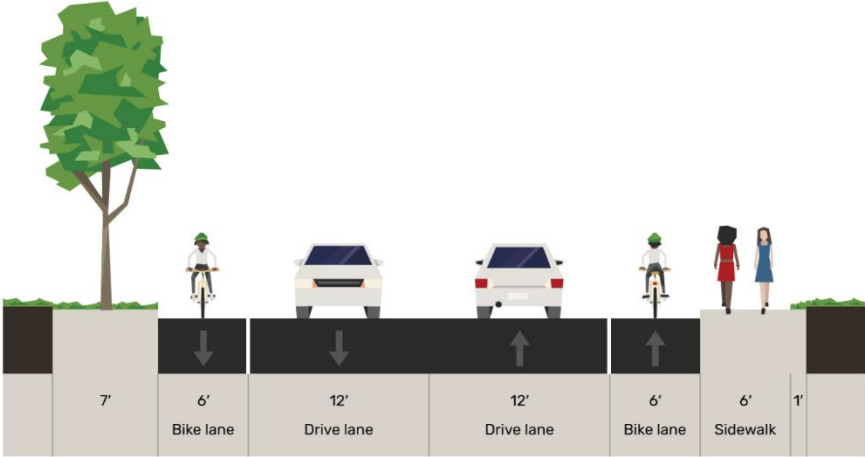 7′ 6′ 12′ 12′ 6′ 6′ 1′
Bike lane Drive lane Drive lane Bike lane Sidewalk